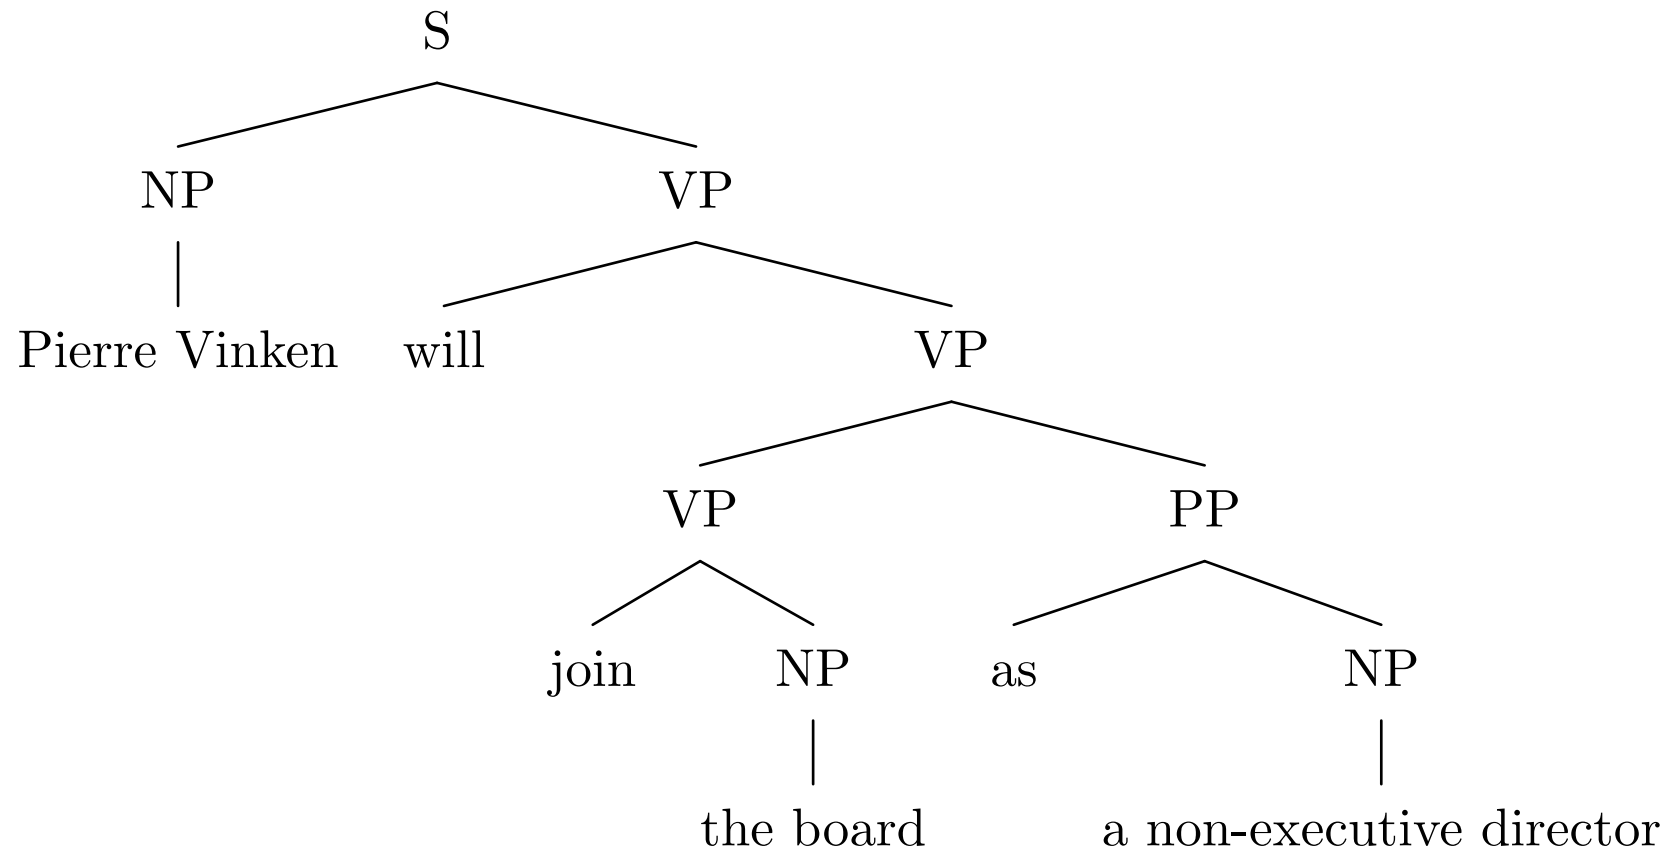 S
NP VP
Pierre Vinken will VP
VP PP
join NP as NP
the board a non-executive director